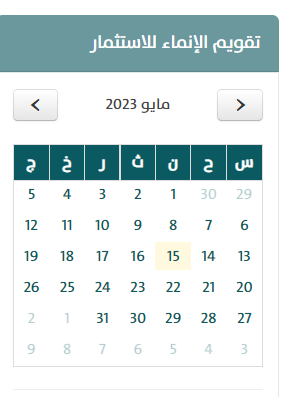 تقويم الإنماء للاستثمار
مايو 2023
س ح ن ث ر خ ج
29 30 1 2 3 4 5
6 7 8 9 10 11 12
13 14 15 16 17 18 19
20 21 22 23 24 25 26
27 28 29 30 31 1 2
3 4 5 6 7 8 9